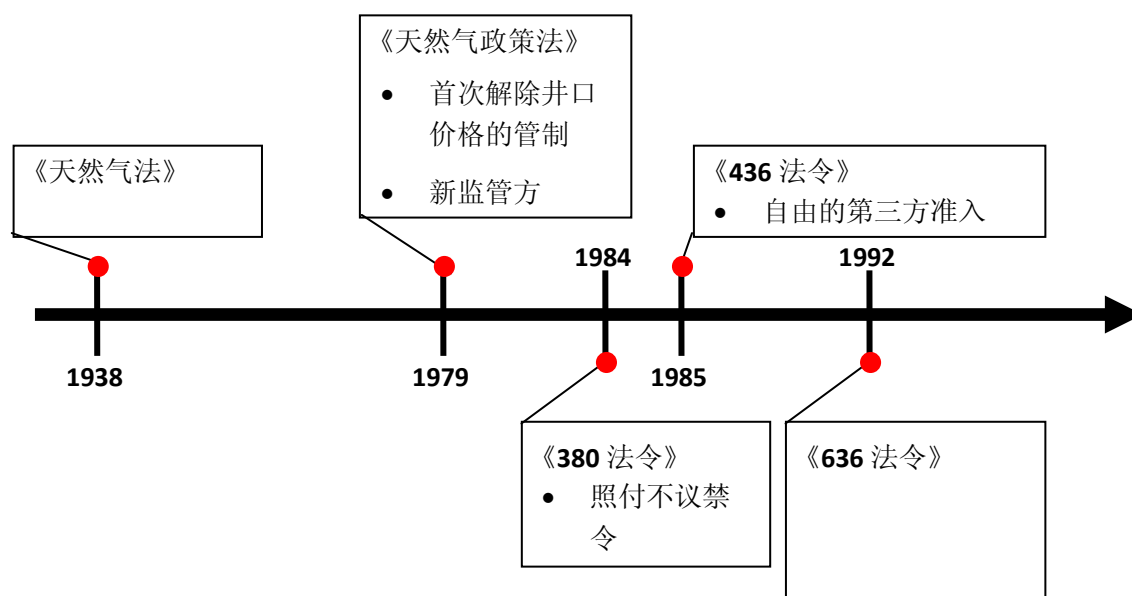 《天然气政策法》
• 首次解除井口
价格的管制
• 新监管方
《天然气法》
《436 法令》
• 自由的第三方准入
1984
1992
1938
1979
1985
《380 法令》
• 照付不议禁
令
《636 法令》